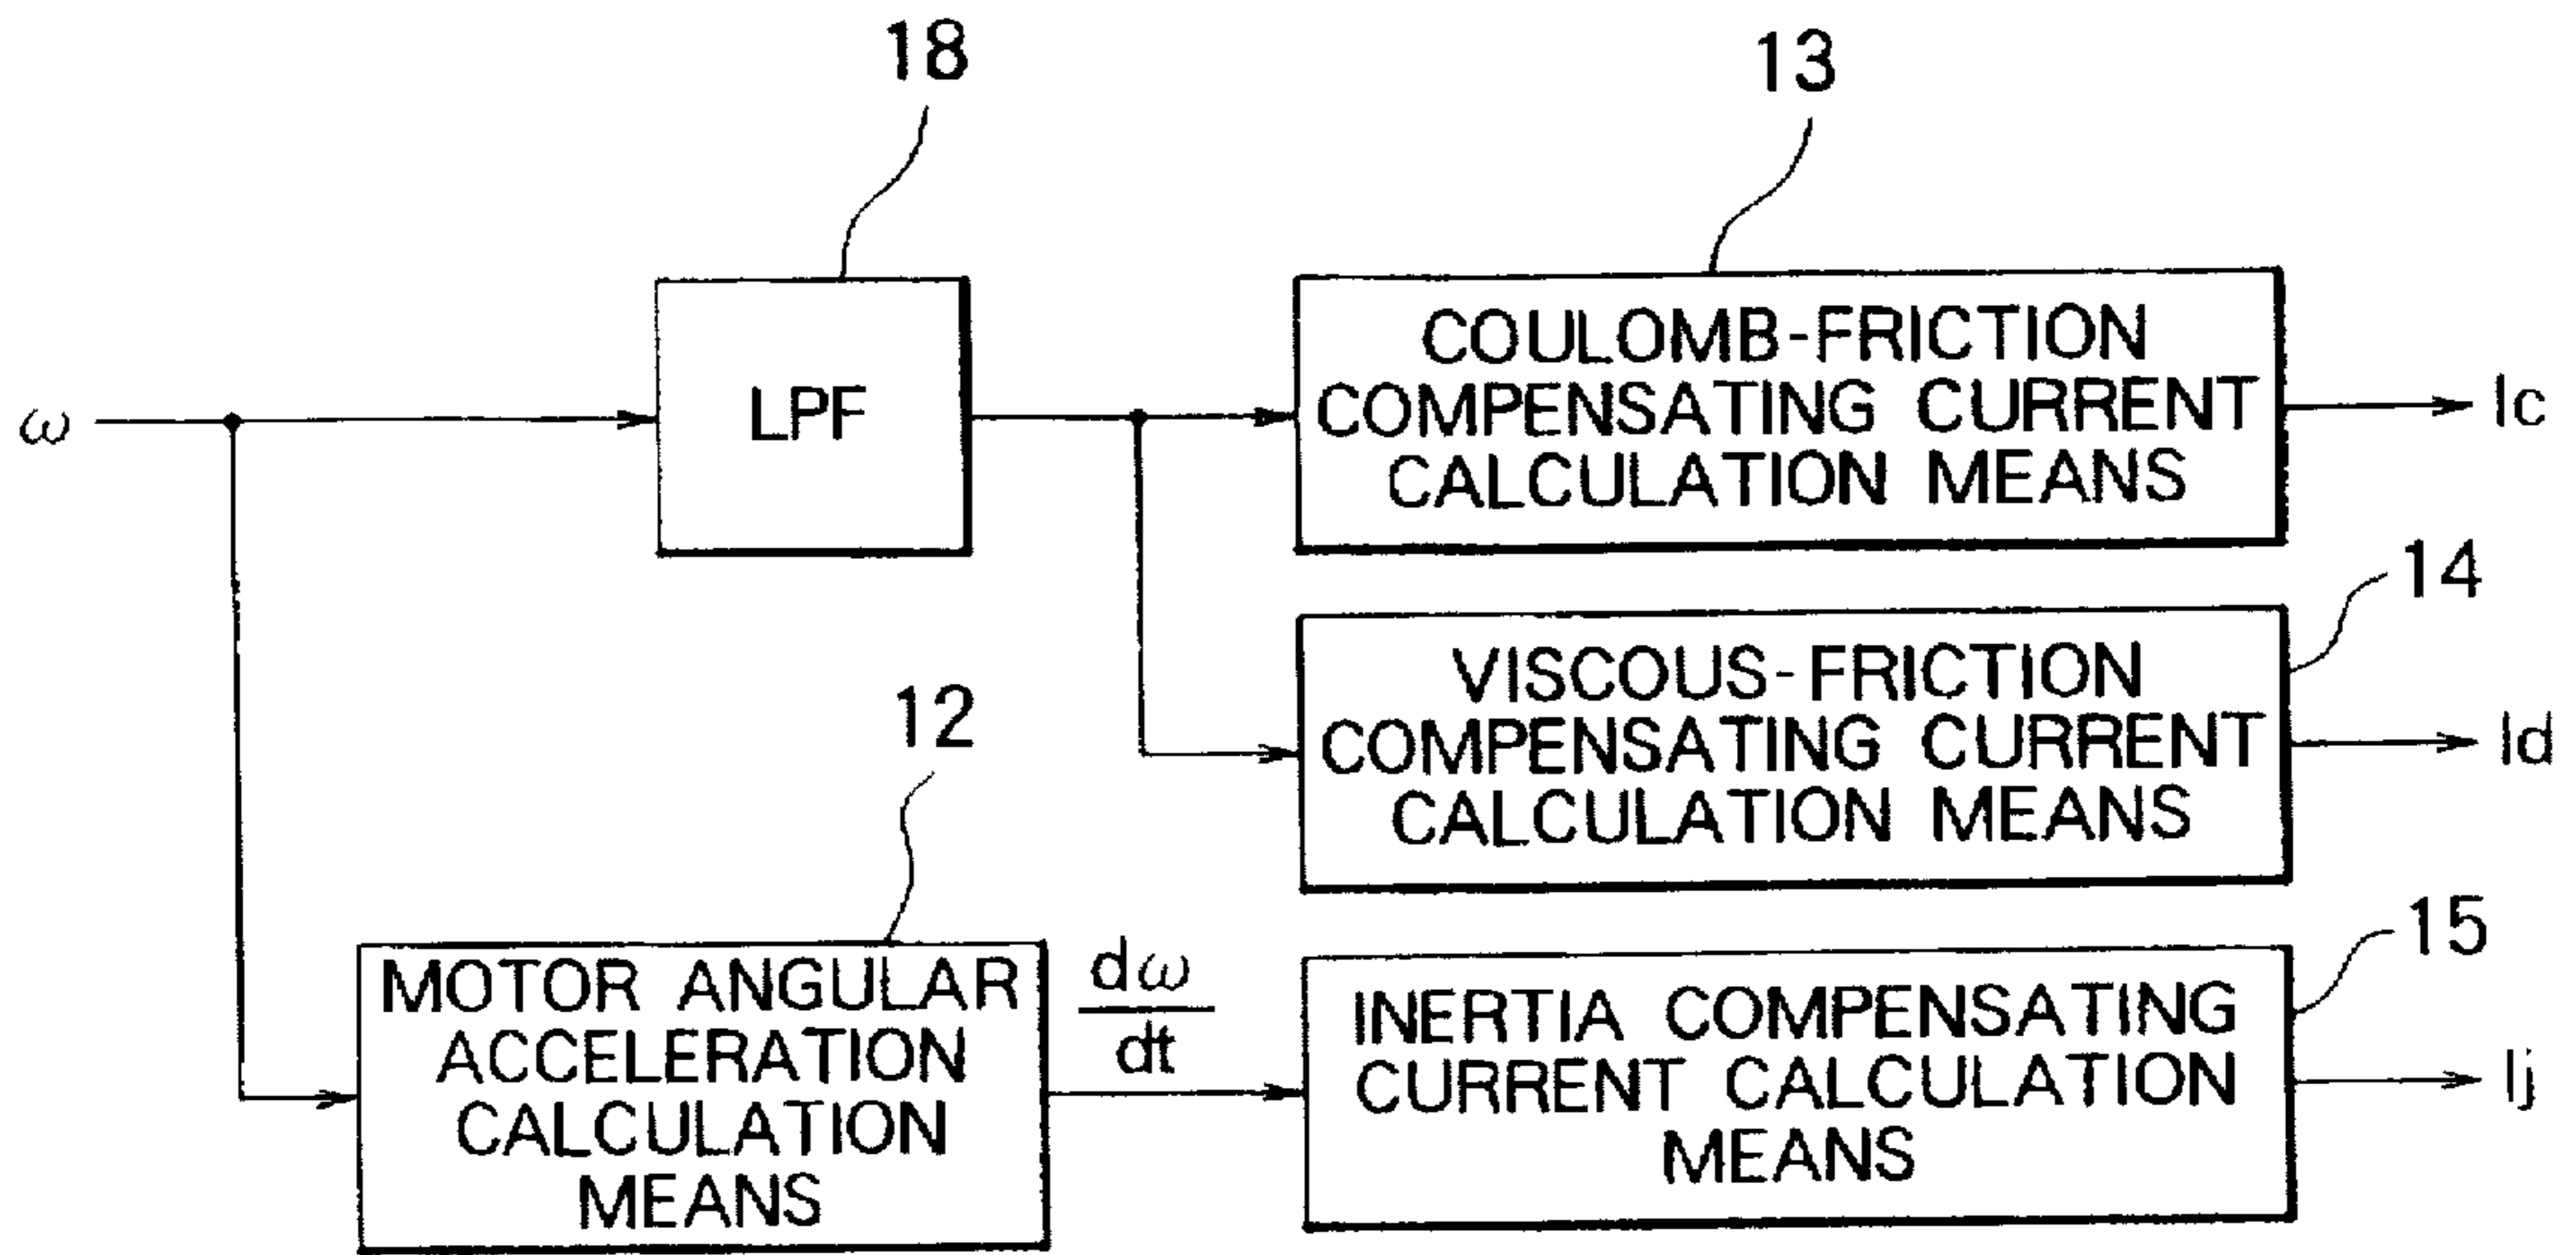 18
13
LPF
COULOMB-FRICTION
COMPENSATING CURRENT
CALCULATION MEANS
ω
Ic
14
VISCOUS-FRICTION
COMPENSATING CURRENT
CALCULATION MEANS
Id
12
MOTOR ANGULAR
ACCELERATION
CALCULATION
MEANS
dω
dt
15
INERTIA COMPENSATING
CURRENT CALCULATION
MEANS
Ij